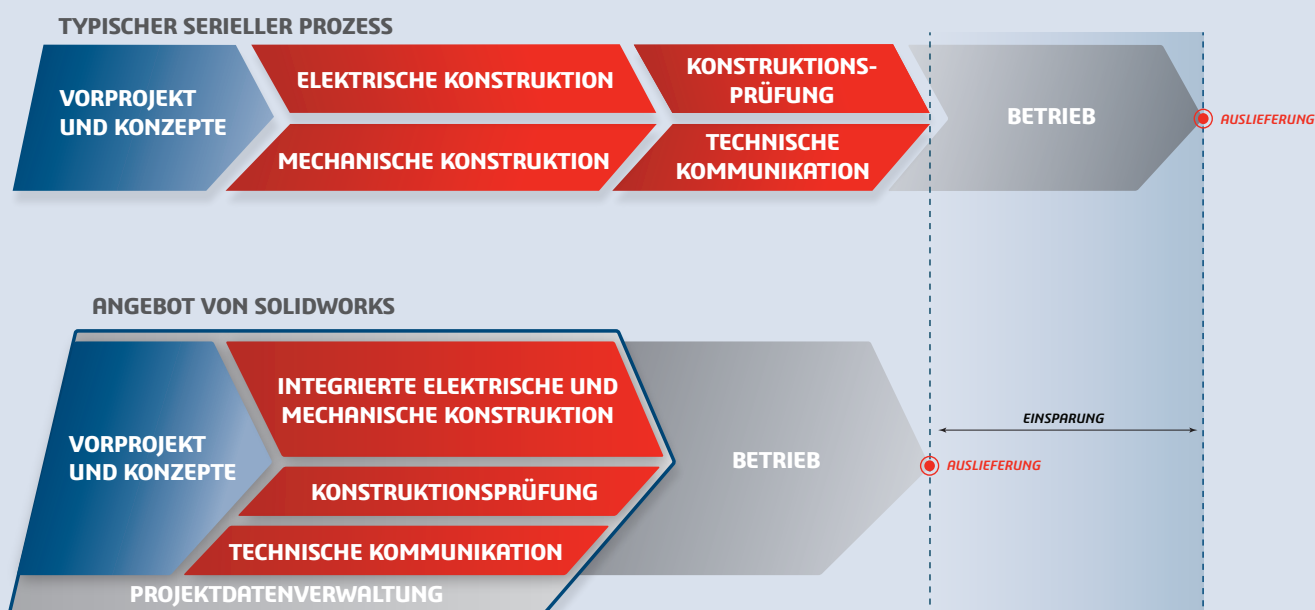 TYPISCHER SERIELLER PROZESS
VORPROJEKT
UND KONZEPTE
ELEKTRISCHE KONSTRUKTION
MECHANISCHE KONSTRUKTION
KONSTRUKTIONS-
PRÜFUNG
TECHNISCHE
KOMMUNIKATION
BETRIEB
AUSLIEFERUNG
ANGEBOT VON SOLIDWORKS
VORPROJEKT
UND KONZEPTE
INTEGRIERTE ELEKTRISCHE UND
MECHANISCHE KONSTRUKTION
KONSTRUKTIONSPRÜFUNG
TECHNISCHE KOMMUNIKATION
PROJEKTDATENVERWALTUNG
BETRIEB
AUSLIEFERUNG
EINSPARUNG